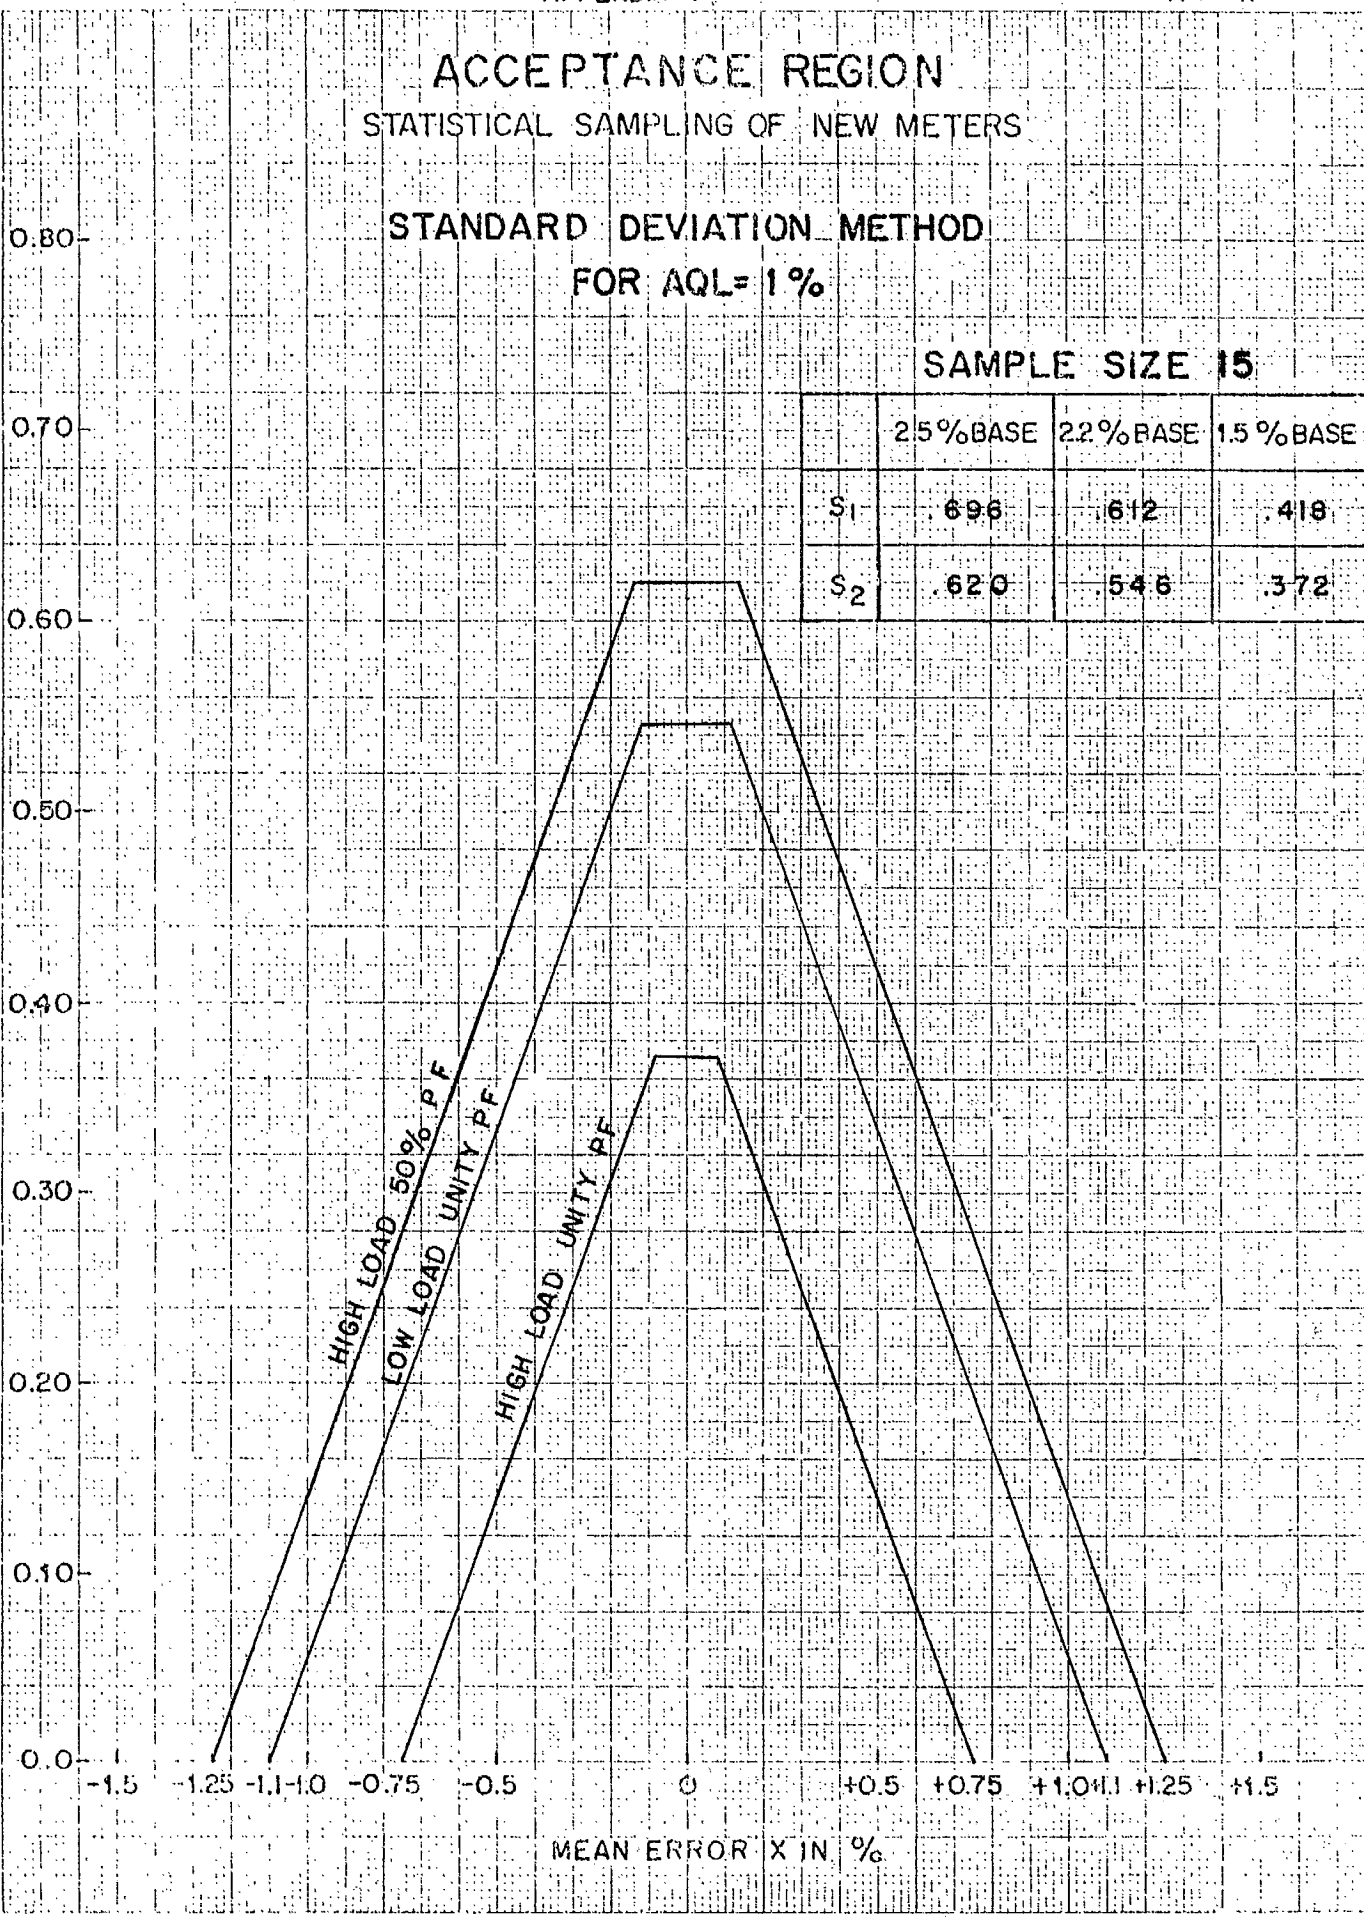 ACCEPTANCE REGION
STATISTICAL SAMPLING OF NEW METERS
STANDARD DEVIATION METHOD
FOR AQL= 1%
SAMPLE SIZE 15
2.5%BASE 2.2%BASE 1.5%BASE
S1 .696 .612 .418
S2 .620 .546 .372
0.80
0.70
0.60
0.50
0.40
0.30
0.20
0.10
0.0
HIGH LOAD 50% PF
LOW LOAD UNITY PF
HIGH LOAD UNITY PF
-1.5 -1.25 -1.1 -1.0 -0.75 -0.5 0 +0.5 +0.75 +1.0 +1.1 +1.25 +1.5
MEAN ERROR X IN %